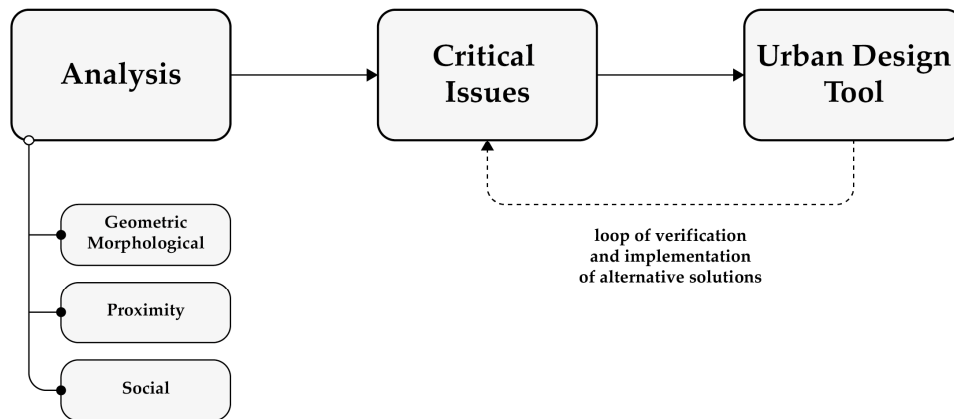 Analysis
Critical
Issues
Urban Design
Tool
Geometric
Morphological
Proximity
Social
loop of verification
and implementation
of alternative solutions